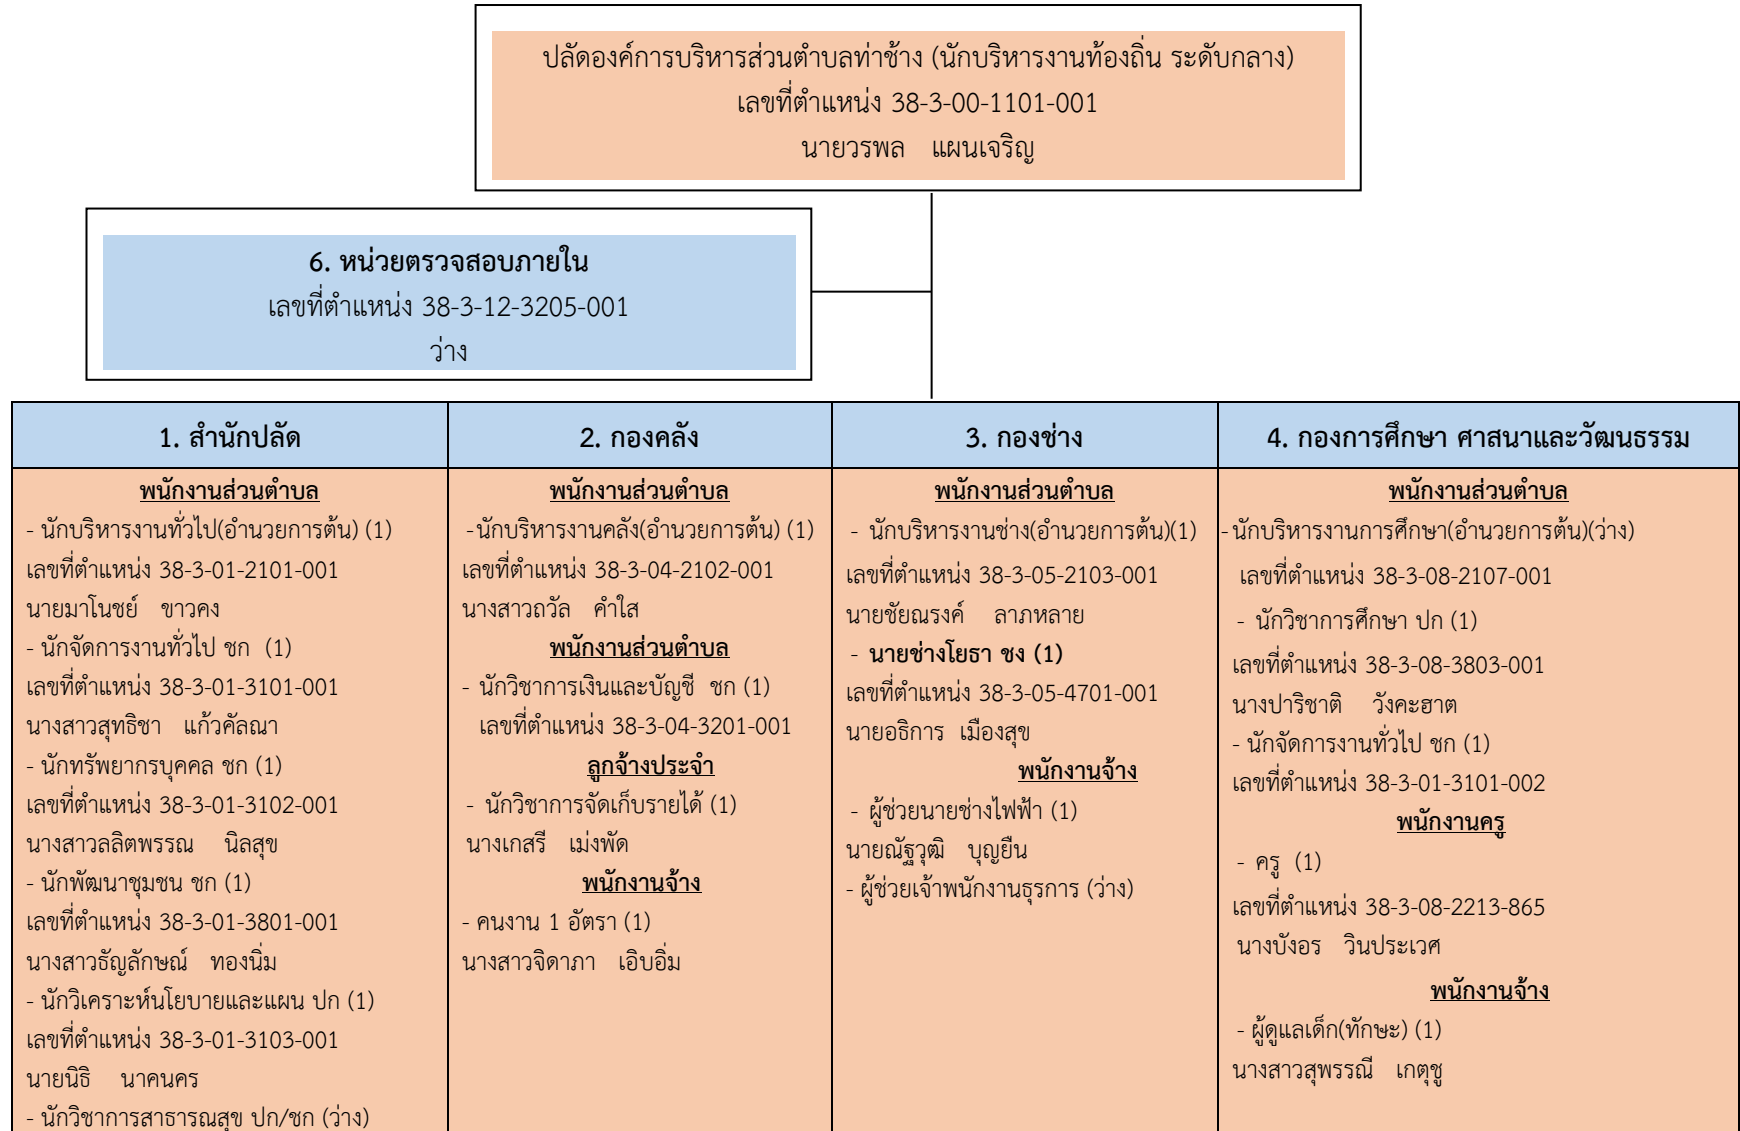 ปลัดองค์การบริหารส่วนตำบลท่าช้าง (นักบริหารงานท้องถิ่น ระดับกลาง)
เลขที่ตำแหน่ง 38-3-00-1101-001
นายวรพล แผนเจริญ
6. หน่วยตรวจสอบภายใน
เลขที่ตำแหน่ง 38-3-12-3205-001
ว่าง
1. สำนักปลัด
พนักงานส่วนตำบล
- นักบริหารงานทั่วไป(อำนวยการต้น) (1)
เลขที่ตำแหน่ง 38-3-01-2101-001
นายมาโนชย์ ขาวคง
- นักจัดการงานทั่วไป ชก (1)
เลขที่ตำแหน่ง 38-3-01-3101-001
นางสาวสุทธิชา แก้วคัลณา
- นักทรัพยากรบุคคล ชก (1)
เลขที่ตำแหน่ง 38-3-01-3102-001
นางสาวลลิตพรรณ นิลสุข
- นักพัฒนาชุมชน ชก (1)
เลขที่ตำแหน่ง 38-3-01-3801-001
นางสาวธัญลักษณ์ ทองนิ่ม
- นักวิเคราะห์นโยบายและแผน ปก (1)
เลขที่ตำแหน่ง 38-3-01-3103-001
นายนิธิ นาคนคร
- นักวิชาการสาธารณสุข ปก/ชก (ว่าง)
2. กองคลัง
พนักงานส่วนตำบล
-นักบริหารงานคลัง(อำนวยการต้น) (1)
เลขที่ตำแหน่ง 38-3-04-2102-001
นางสาวถวัล คำใส
พนักงานส่วนตำบล
- นักวิชาการเงินและบัญชี ชก (1)
เลขที่ตำแหน่ง 38-3-04-3201-001
ลูกจ้างประจำ
- นักวิชาการจัดเก็บรายได้ (1)
นางเกสรี เม่งพัด
พนักงานจ้าง
- คนงาน 1 อัตรา (1)
นางสาวจิดาภา เอิบอิ่ม
3. กองช่าง
พนักงานส่วนตำบล
- นักบริหารงานช่าง(อำนวยการต้น)(1)
เลขที่ตำแหน่ง 38-3-05-2103-001
นายชัยณรงค์ ลาภหลาย
- นายช่างโยธา ชง (1)
เลขที่ตำแหน่ง 38-3-05-4701-001
นายอธิการ เมืองสุข
พนักงานจ้าง
- ผู้ช่วยนายช่างไฟฟ้า (1)
นายณัฐวุฒิ บุญยืน
- ผู้ช่วยเจ้าพนักงานธุรการ (ว่าง)
4. กองการศึกษา ศาสนาและวัฒนธรรม
พนักงานส่วนตำบล
-นักบริหารงานการศึกษา(อำนวยการต้น)(ว่าง)
เลขที่ตำแหน่ง 38-3-08-2107-001
- นักวิชาการศึกษา ปก (1)
เลขที่ตำแหน่ง 38-3-08-3803-001
นางปาริชาติ วังคะฮาต
- นักจัดการงานทั่วไป ชก (1)
เลขที่ตำแหน่ง 38-3-01-3101-002
พนักงานครู
- ครู (1)
เลขที่ตำแหน่ง 38-3-08-2213-865
นางบังอร วินประเวศ
พนักงานจ้าง
- ผู้ดูแลเด็ก(ทักษะ) (1)
นางสาวสุพรรณี เกตุชู